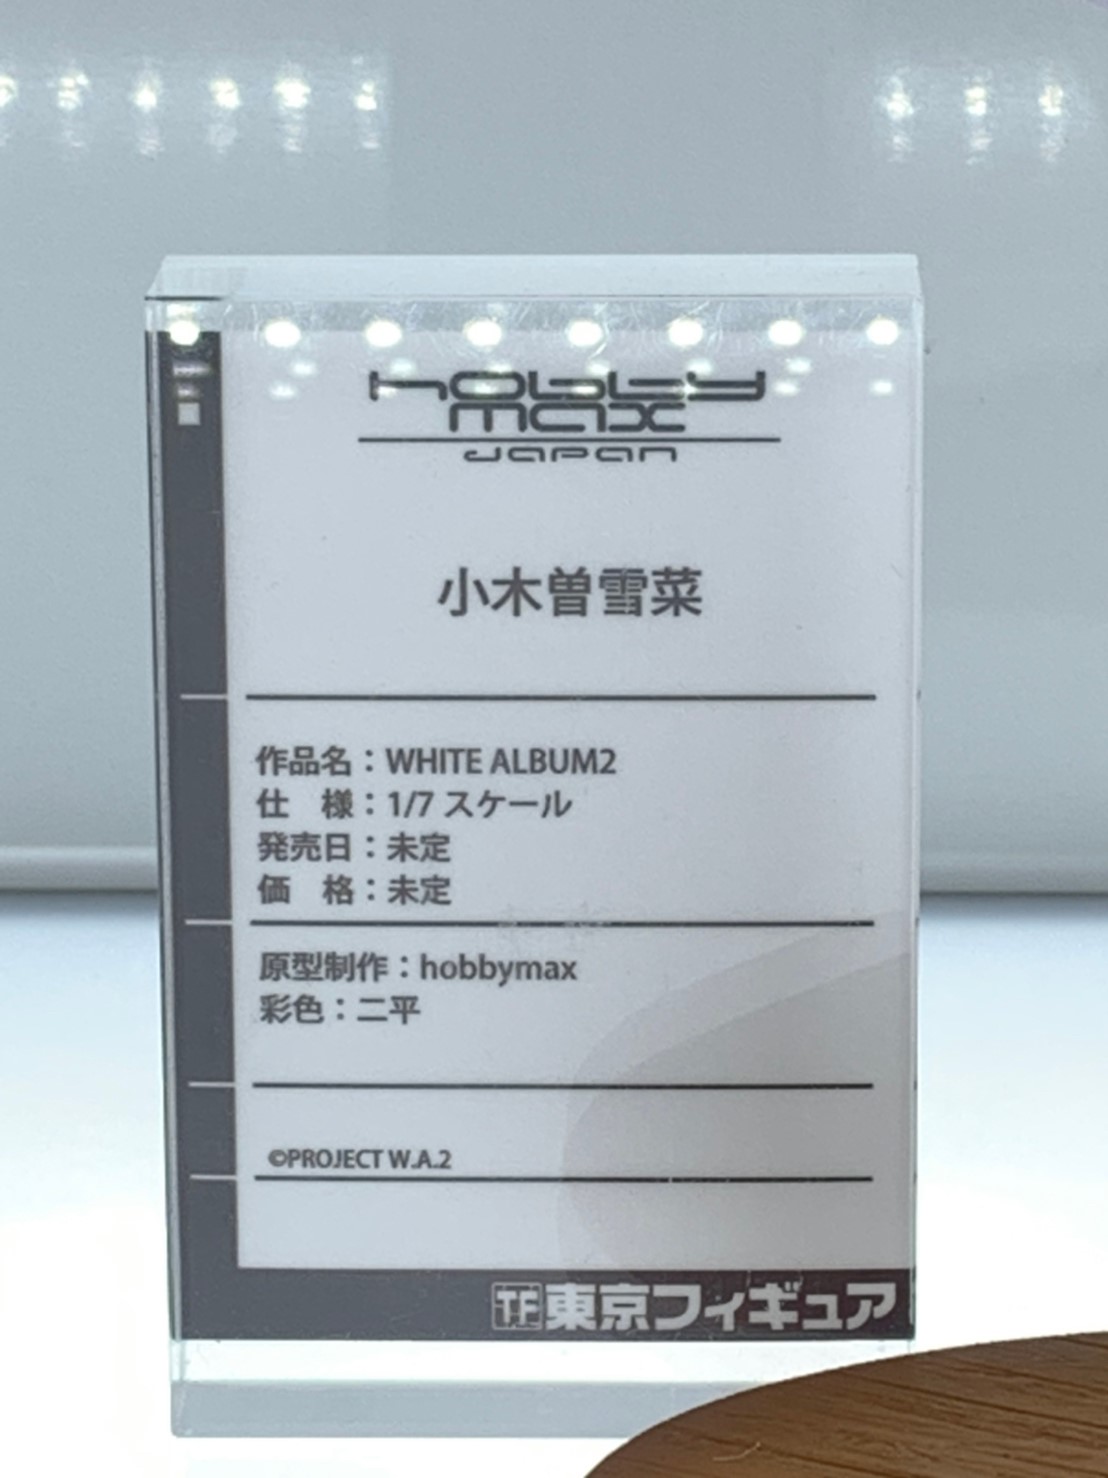 hobby
max
JAPAN
小木曽雪菜
作品名：WHITE ALBUM2
仕　様：1/7 スケール
発売日：未定
価　格：未定
原型制作：hobbymax
彩色：二平
©PROJECT W.A.2
TF東京フィギュア